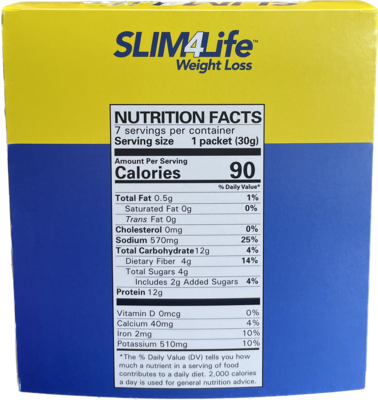 SLIM4Life™
Weight Loss
NUTRITION FACTS
7 servings per container
Serving size 1 packet (30g)
Amount Per Serving
Calories 90
% Daily Value*
Total Fat 0.5g 1%
Saturated Fat 0g 0%
Trans Fat 0g
Cholesterol 0mg 0%
Sodium 570mg 25%
Total Carbohydrate12g 4%
Dietary Fiber 4g 14%
Total Sugars 4g
Includes 2g Added Sugars 4%
Protein 12g
Vitamin D 0mcg 0%
Calcium 40mg 4%
Iron 2mg 10%
Potassium 510mg 10%
*The % Daily Value (DV) tells you how
much a nutrient in a serving of food
contributes to a daily diet. 2,000 calories
a day is used for general nutrition advice.